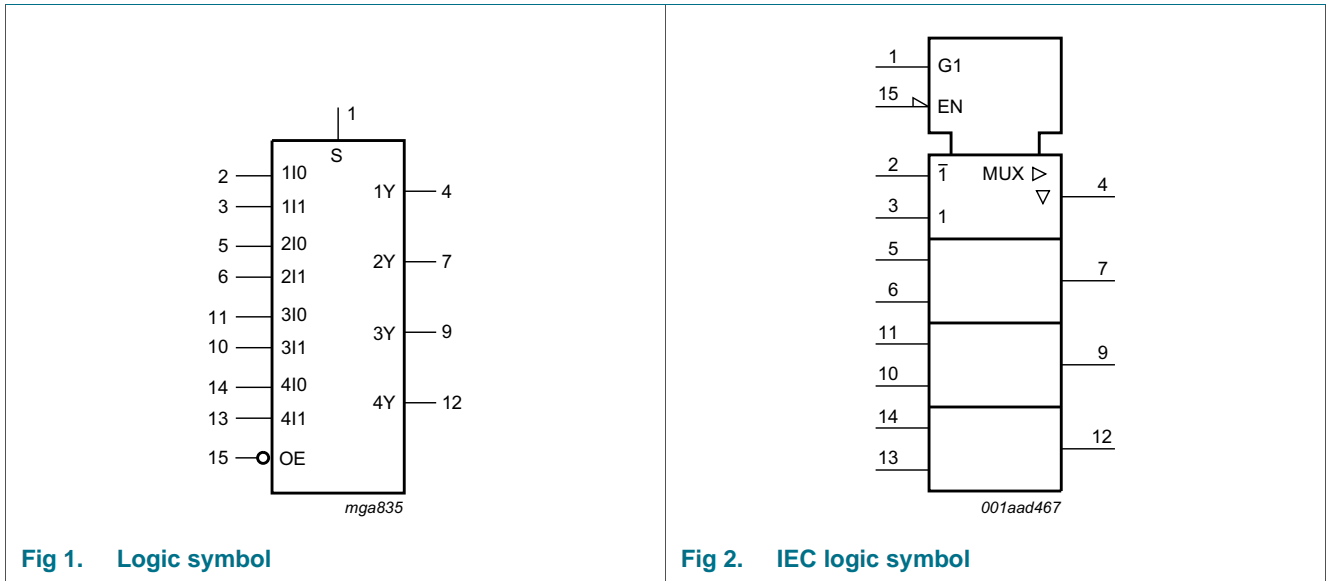 1
S
2 1I0
1Y 4
3 1I1
5 2I0
2Y 7
6 2I1
11 3I0
3Y 9
10 3I1
14 4I0
4Y 12
13 4I1
15 OE
mga835
Fig 1. Logic symbol
1 G1
15 EN
2 1̅ MUX ▷
▽ 4
3 1
5
7
6
11
9
10
14
12
13
001aad467
Fig 2. IEC logic symbol